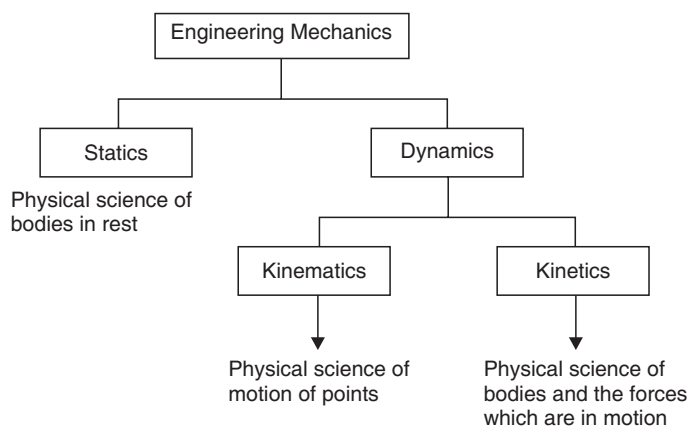 Engineering Mechanics
Statics
Dynamics
Physical science of
bodies in rest
Kinematics
Kinetics
Physical science of
motion of points
Physical science of
bodies and the forces
which are in motion